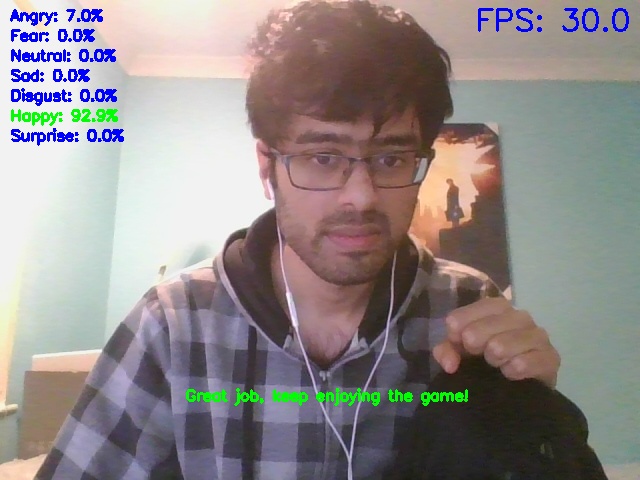 Angry: 7.0%
FPS: 30.0
Fear: 0.0%
Neutral: 0.0%
Sad: 0.0%
Disgust: 0.0%
Happy: 92.9%
Surprise: 0.0%
Great job, keep enjoying the game!